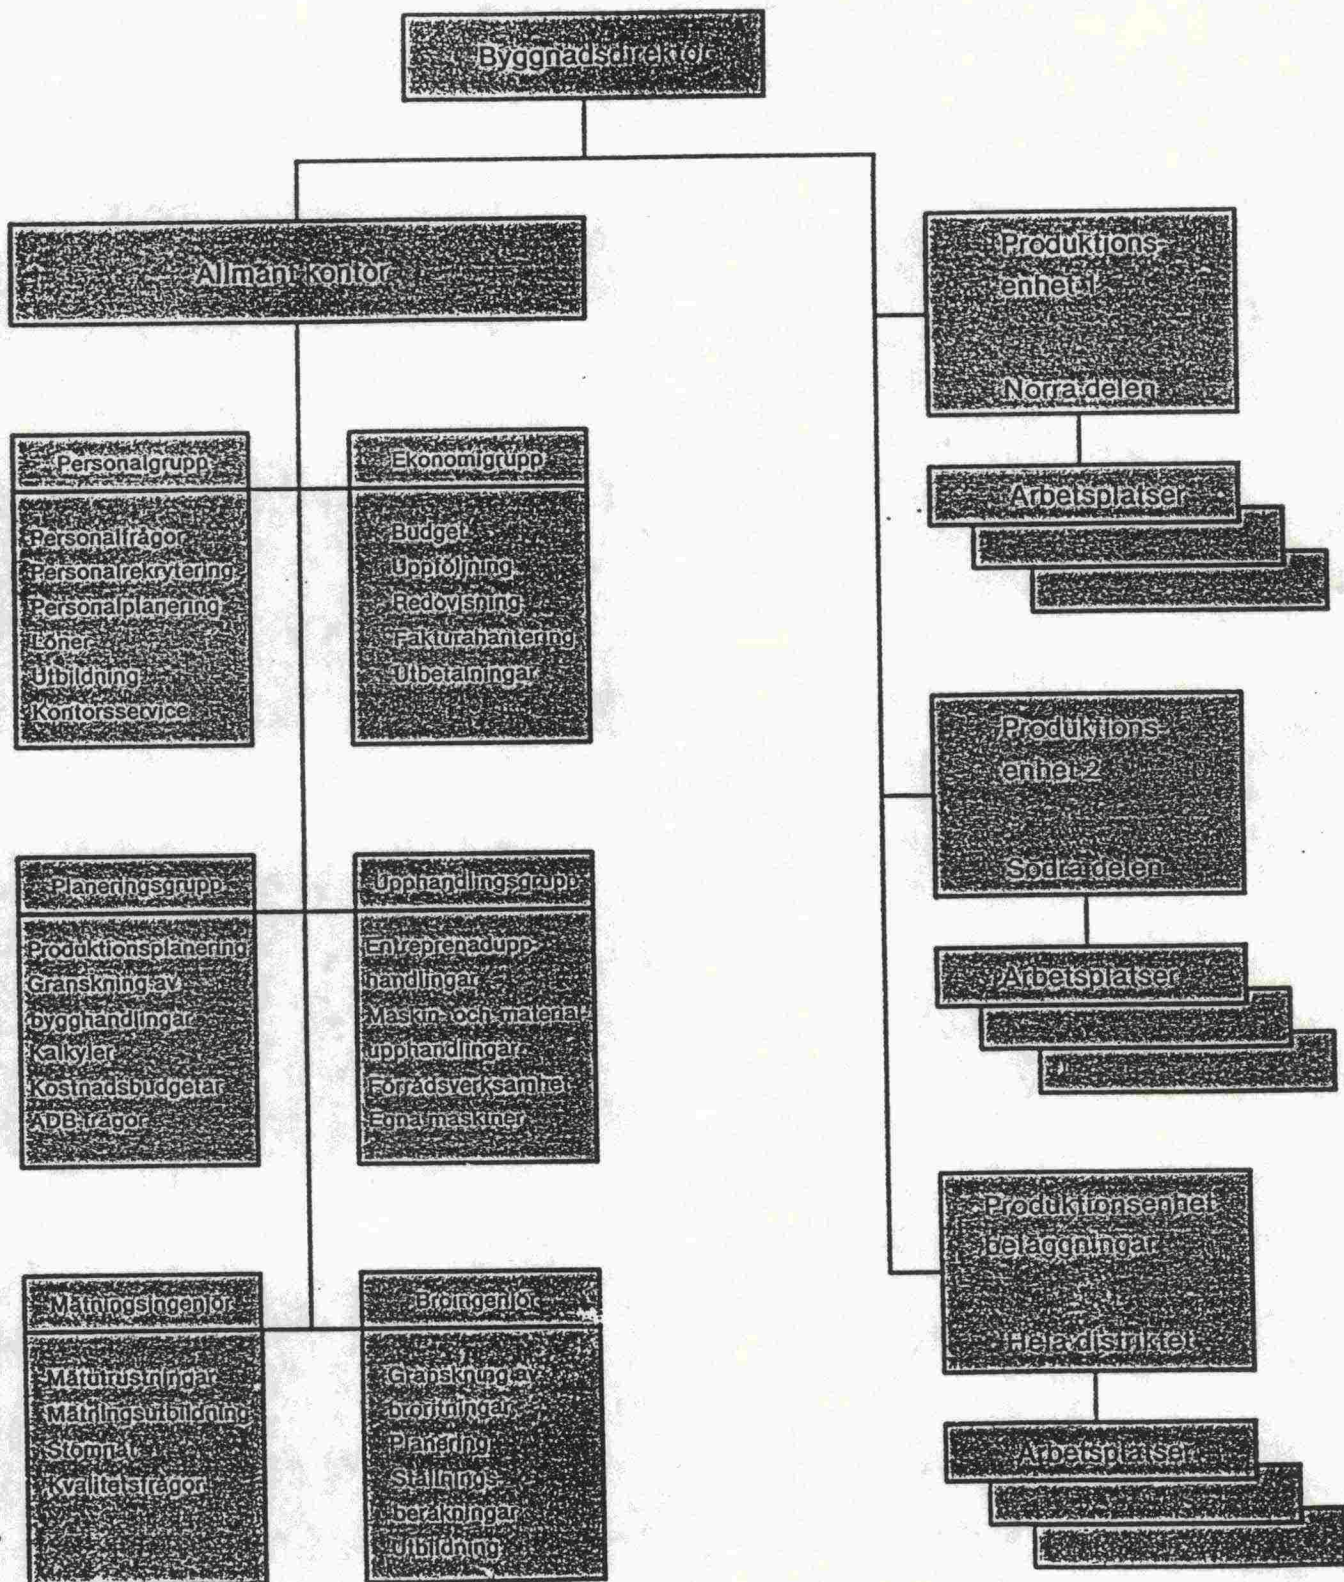 Byggnadsdirektör
Allmänt kontor
Personalgrupp
Personalfrågor
Personalrekrytering
Personalplanering
Löner
Utbildning
Kontorsservice
Ekonomigrupp
Budget
Uppföljning
Redovisning
Fakturahantering
Utbetalningar
Planeringsgrupp
Produktionsplanering
Granskning av
bygghandlingar
Kalkyler
Kostnadsbudgetar
ADB-frågor
Upphandlingsgrupp
Entreprenadupp-
handlingar
Maskin- och material-
upphandlingar
Förrådsverksamhet
Egna maskiner
Mätningsingenjör
Mätutrustningar
Mätningsutbildning
Stomnät
Kvalitetsfrågor
Broingenjör
Granskning av
broritningar
Planering
Ställnings-
beräkningar
Utbildning
Produktions-
enhet 1
Norra delen
Arbetsplatser
Produktions-
enhet 2
Södra delen
Arbetsplatser
Produktionsenhet
beläggningar
Hela distriktet
Arbetsplatser